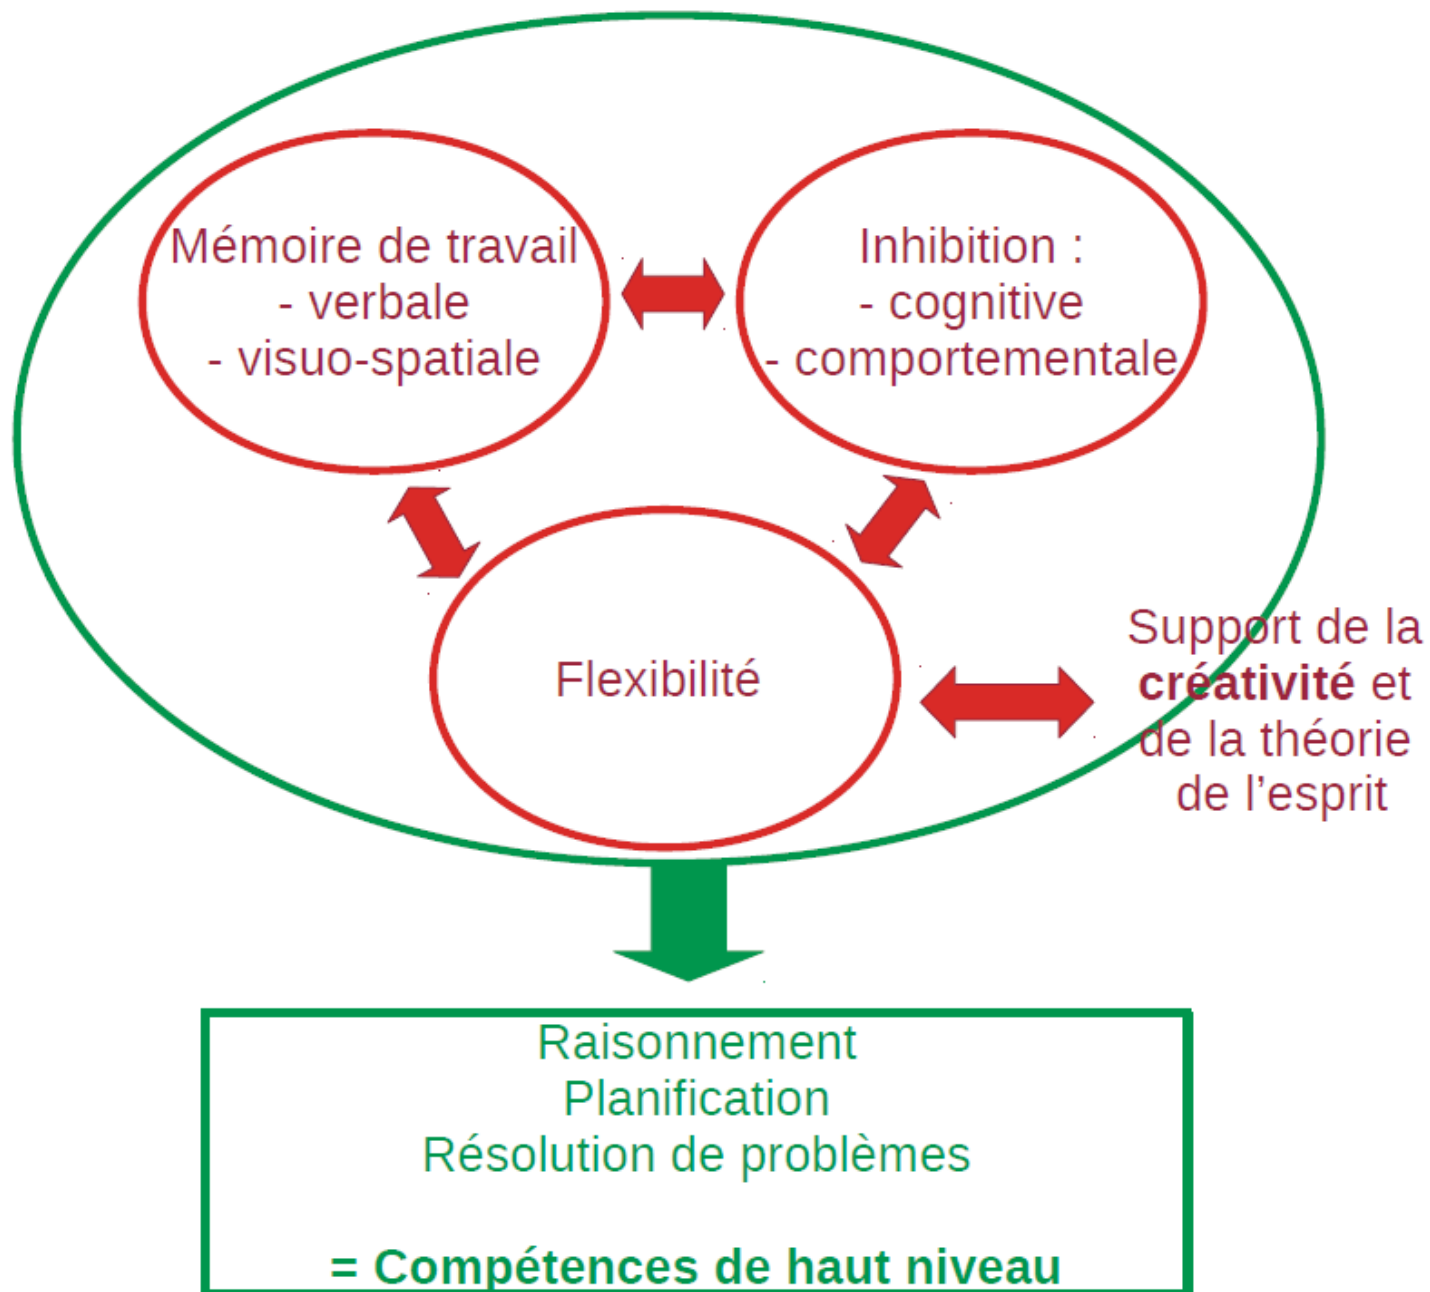 Mémoire de travail
- verbale
- visuo-spatiale
Inhibition :
- cognitive
- comportementale
Flexibilité
Support de la
créativité et
de la théorie
de l’esprit
Raisonnement
Planification
Résolution de problèmes
= Compétences de haut niveau